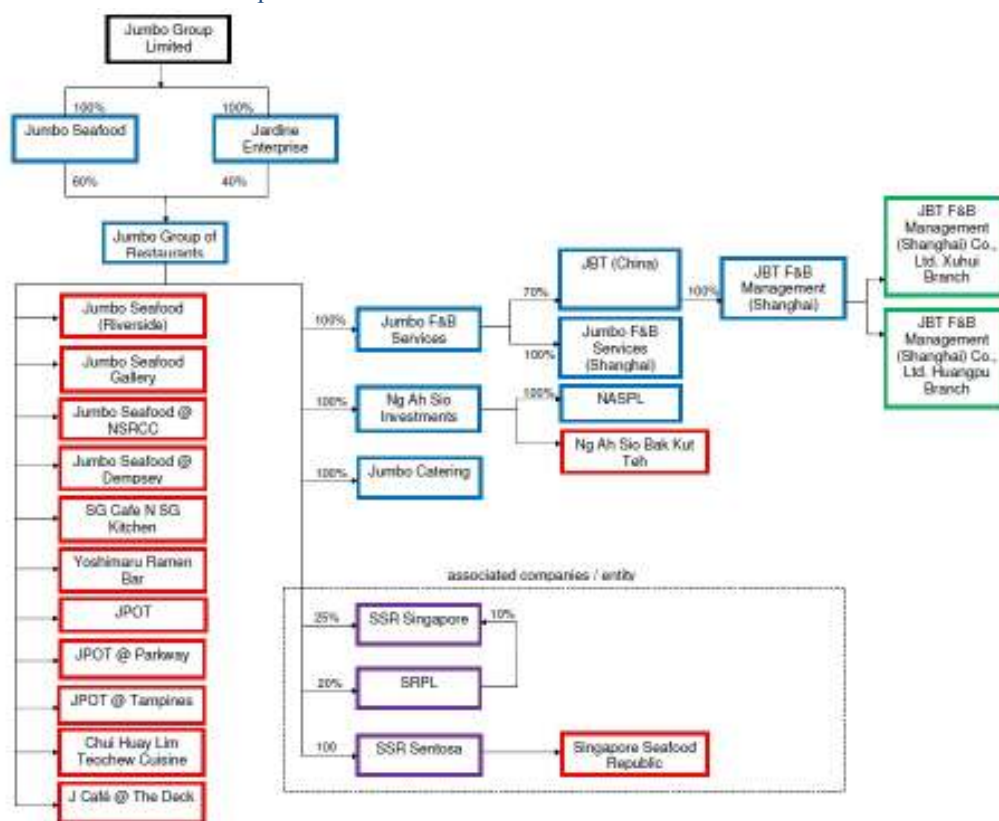 Jumbo Group
Limited
100%
100%
Jumbo Seafood
Jardine
Enterprise
60%
40%
Jumbo Group of
Restaurants
Jumbo Seafood
(Riverside)
Jumbo Seafood
Gallery
Jumbo Seafood @
NSRCC
Jumbo Seafood @
Dempsey
SG Cafe N SG
Kitchen
Yoshimaru Ramen
Bar
JPOT
JPOT @ Parkway
JPOT @ Tampines
Chui Huay Lim
Teochew Cuisine
J Café @ The Deck
100%
Jumbo F&B
Services
70%
JBT (China)
100%
JBT F&B
Management
(Shanghai)
JBT F&B
Management
(Shanghai) Co.,
Ltd. Xuhui
Branch
JBT F&B
Management
(Shanghai) Co.,
Ltd. Huangpu
Branch
100%
Jumbo F&B
Services
(Shanghai)
100%
Ng Ah Sio
Investments
100%
NASPL
Ng Ah Sio Bak Kut
Teh
100%
Jumbo Catering
associated companies / entity
25%
SSR Singapore
10%
20%
SRPL
100
SSR Sentosa
Singapore Seafood
Republic